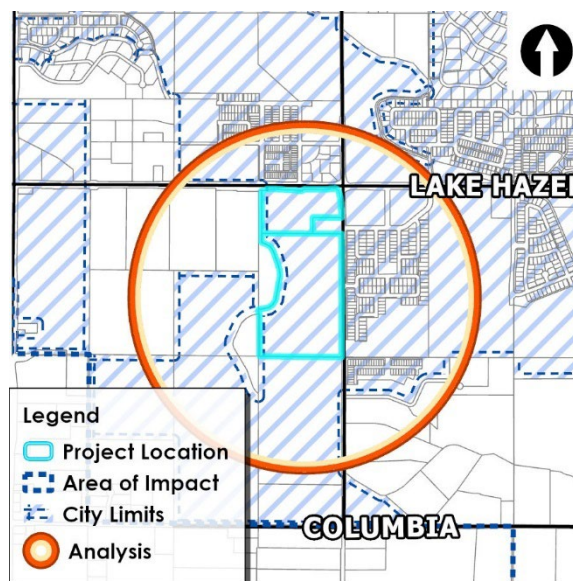 LAKE HAZEL
Legend
Project Location
Area of Impact
City Limits
Analysis
COLUMBIA